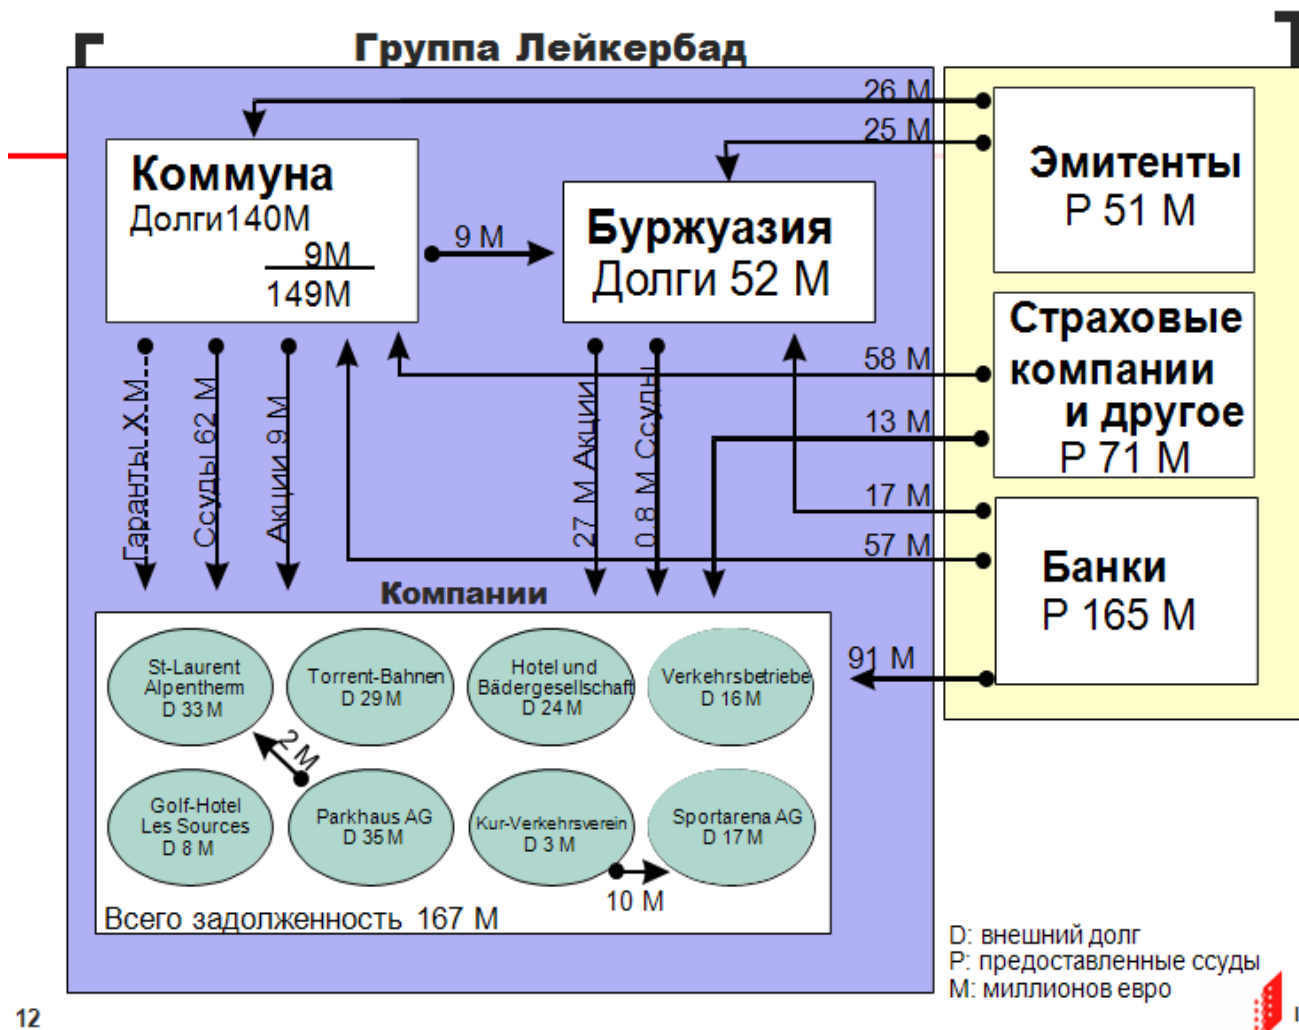 Группа Лейкербад
26 M
25 M
Коммуна
Долги140М
9М
149М
9 М
Буржуазия
Долги 52 М
Эмитенты
Р 51 М
Страховые
компании
и другое
Р 71 М
58 М
13 М
17 М
57 М
Банки
Р 165 М
91 М
Гаранты Х М
Ссуды 62 М
Акции 9 М
27 М Акции
0.8 М Ссуды
Компании
St-Laurent
Alpentherm
D 33 M
Torrent-Bahnen
D 29 M
Hotel und
Bädergesellschaft
D 24 M
Verkehrsbetriebe
D 16 M
2 M
Golf-Hotel
Les Sources
D 8 M
Parkhaus AG
D 35 M
Kur-Verkehrsverein
D 3 M
Sportarena AG
D 17 M
10 M
Всего задолженность 167 М
D: внешний долг
Р: предоставленные ссуды
М: миллионов евро
12